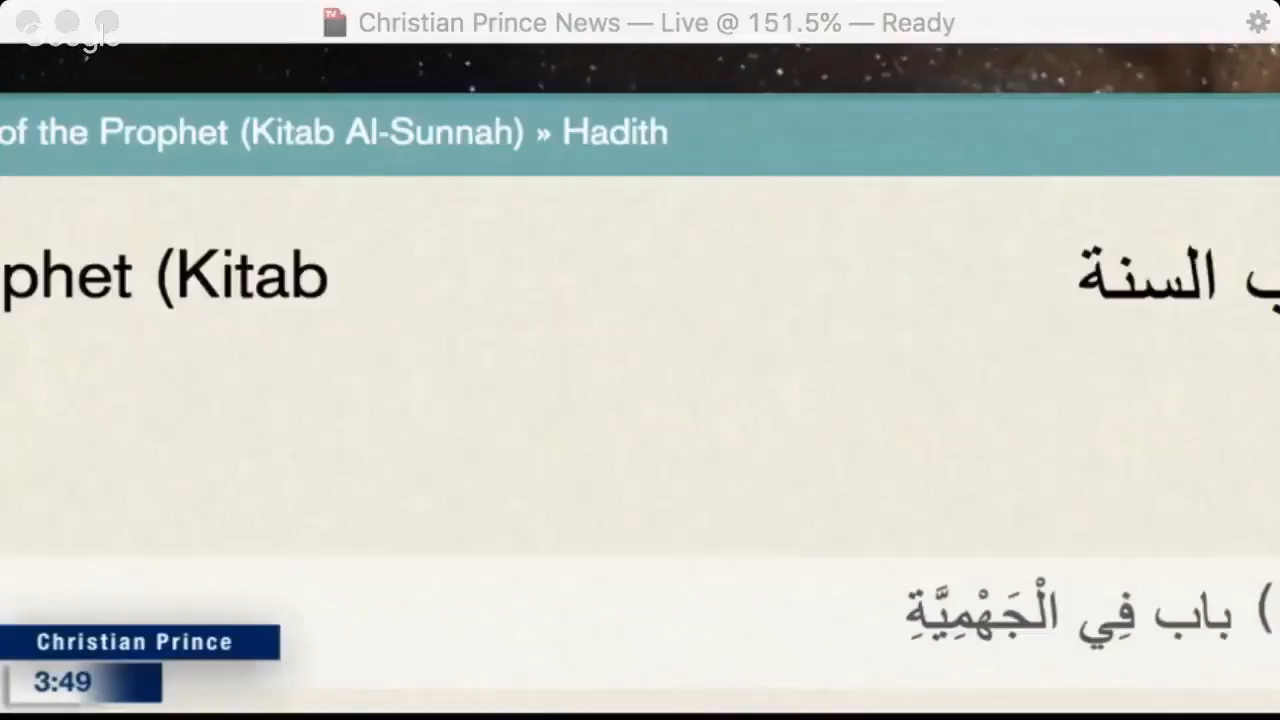 Christian Prince News — Live @ 151.5% — Ready
Google
of the Prophet (Kitab Al-Sunnah) » Hadith
phet (Kitab
ب السنة
) باب فِي الْجَهْمِيَّةِ
Christian Prince
3:49